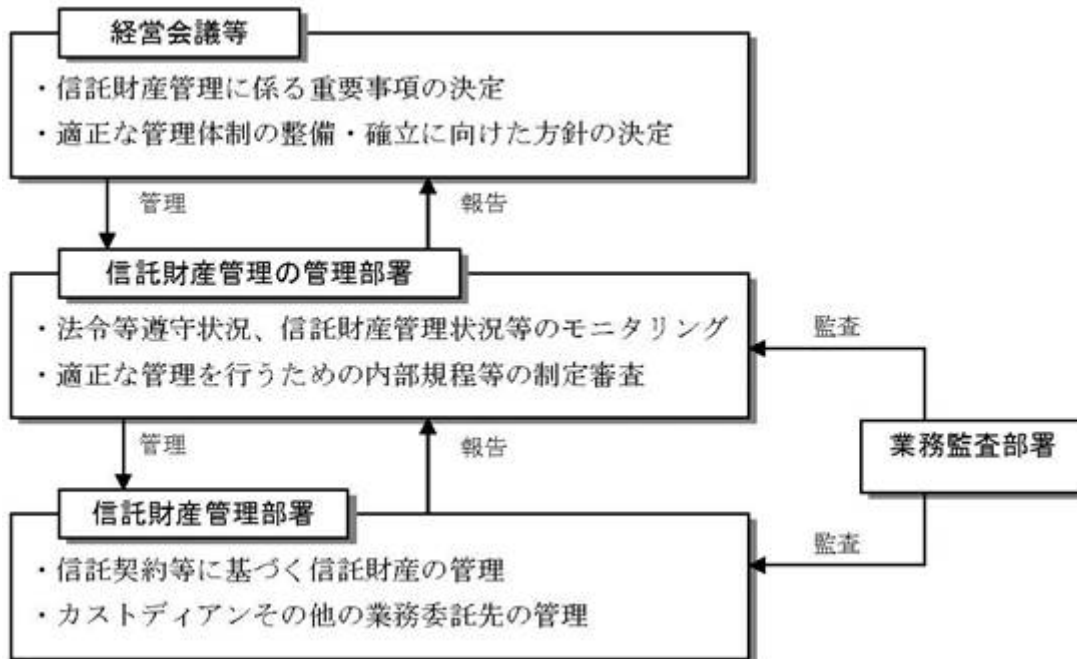 経営会議等
・信託財産管理に係る重要事項の決定
・適正な管理体制の整備・確立に向けた方針の決定
管理
報告
信託財産管理の管理部署
・法令等遵守状況、信託財産管理状況等のモニタリング
・適正な管理を行うための内部規程等の制定審査
監査
管理
報告
業務監査部署
信託財産管理部署
・信託契約等に基づく信託財産の管理
・カストディアンその他の業務委託先の管理
監査